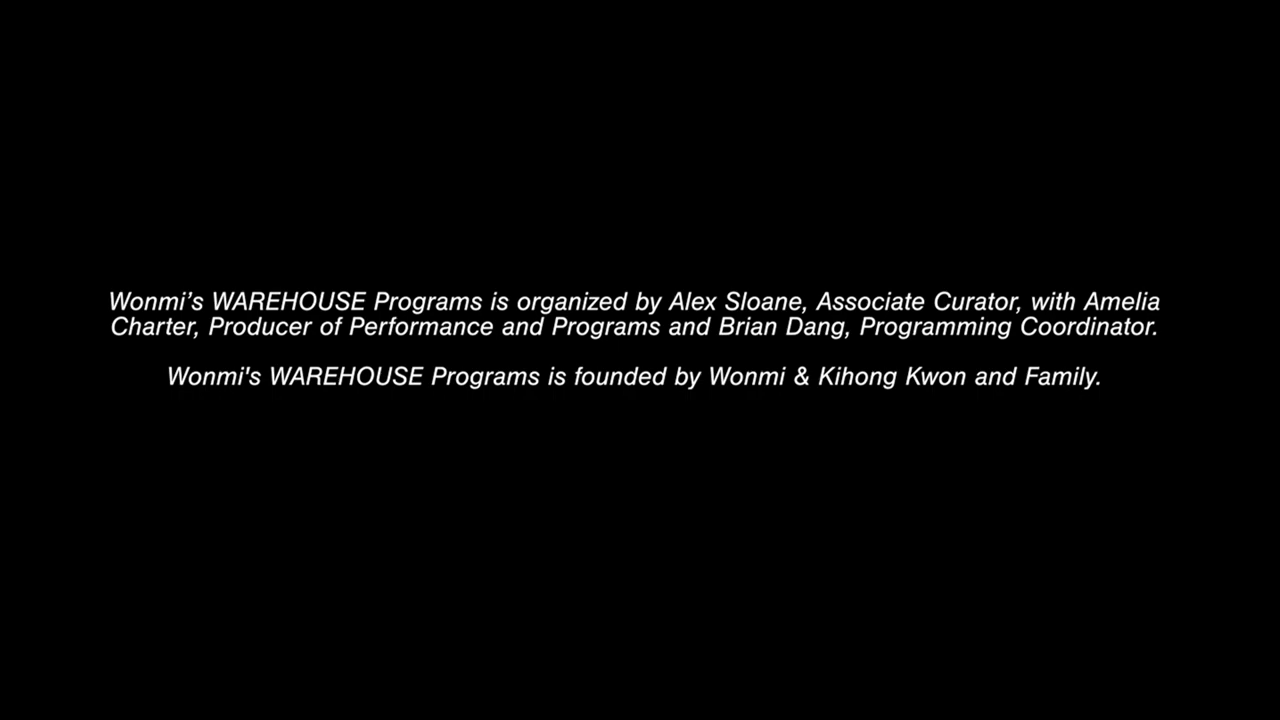 Wonmi’s WAREHOUSE Programs is organized by Alex Sloane, Associate Curator, with Amelia
Charter, Producer of Performance and Programs and Brian Dang, Programming Coordinator.
Wonmi's WAREHOUSE Programs is founded by Wonmi & Kihong Kwon and Family.